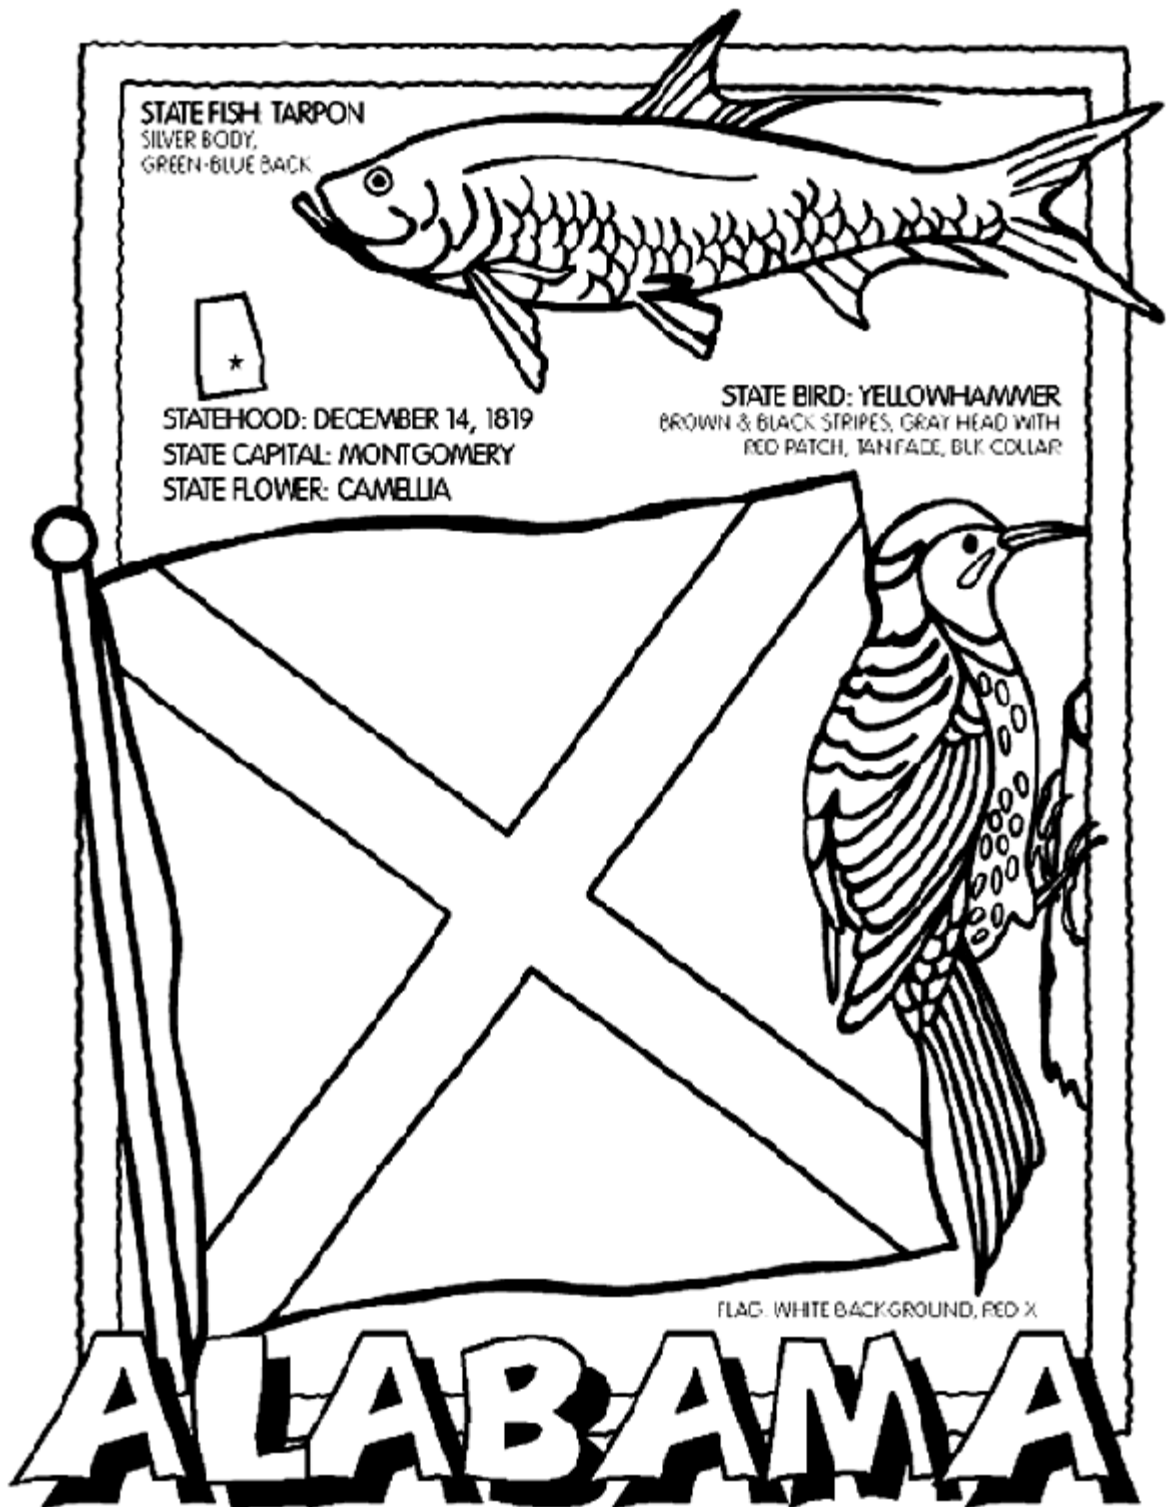 STATE FISH: TARPON
SILVER BODY,
GREEN-BLUE BACK
STATEHOOD: DECEMBER 14, 1819
STATE CAPITAL: MONTGOMERY
STATE FLOWER: CAMELLIA
STATE BIRD: YELLOWHAMMER
BROWN & BLACK STRIPES, GRAY HEAD WITH
RED PATCH, TAN FACE, BLK COLLAR
FLAG: WHITE BACKGROUND, RED X
ALABAMA